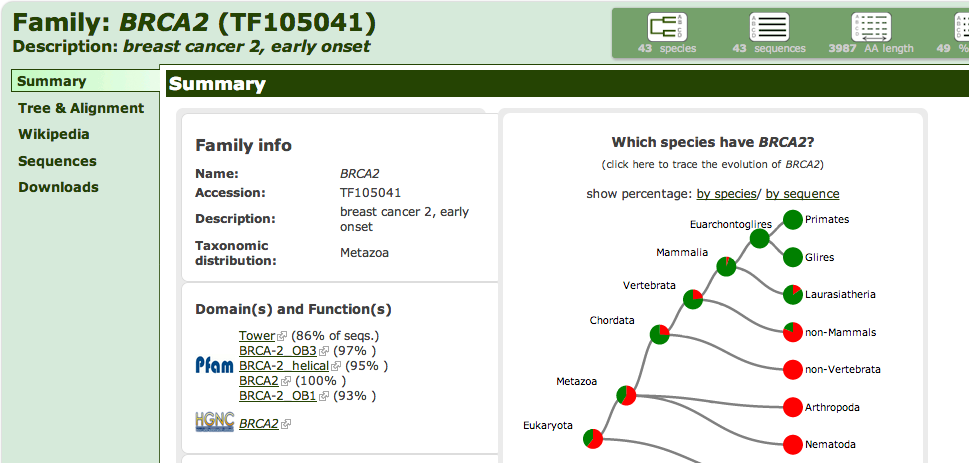 Family: BRCA2 (TF105041)
Description: breast cancer 2, early onset
43 species
43 sequences
3987 AA length
49 %
Summary
Tree & Alignment
Wikipedia
Sequences
Downloads
Summary
Family info
Name: BRCA2
Accession: TF105041
Description: breast cancer 2, early
onset
Taxonomic
distribution: Metazoa
Domain(s) and Function(s)
Pfam
Tower (86% of seqs.)
BRCA-2_OB3 (97% )
BRCA-2_helical (95% )
BRCA2 (100% )
BRCA-2_OB1 (93% )
HGNC BRCA2
Which species have BRCA2?
(click here to trace the evolution of BRCA2)
show percentage: by species/ by sequence
Primates
Euarchontoglires
Mammalia
Glires
Vertebrata
Laurasiatheria
Chordata
non-Mammals
non-Vertebrata
Metazoa
Arthropoda
Eukaryota
Nematoda